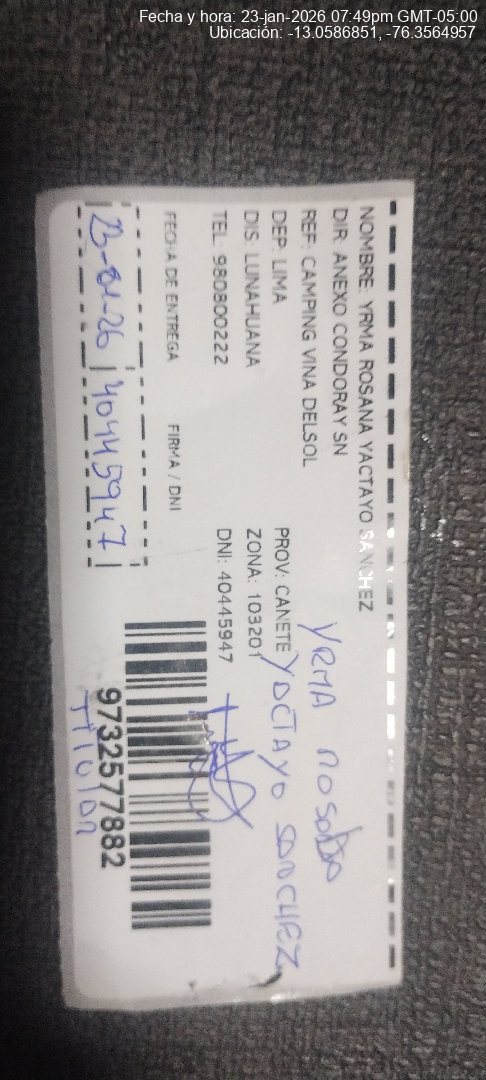 Fecha y hora: 23-jan-2026 07:49pm GMT-05:00
Ubicación: -13.0586851, -76.3564957
NOMBRE: YRMA ROSANA YACTAYO SANCHEZ
DIR: ANEXO CONDORAY SN
REF: CAMPING VINA DELSOL
DEP: LIMA PROV: CANETE
DIS: LUNAHUANA ZONA: 103201
TEL: 980800222 DNI: 40445947
YRMA ROSANA
YACTAYO SANCHEZ
FECHA DE ENTREGA FIRMA / DNI
23-01-26 40445947
9732577882